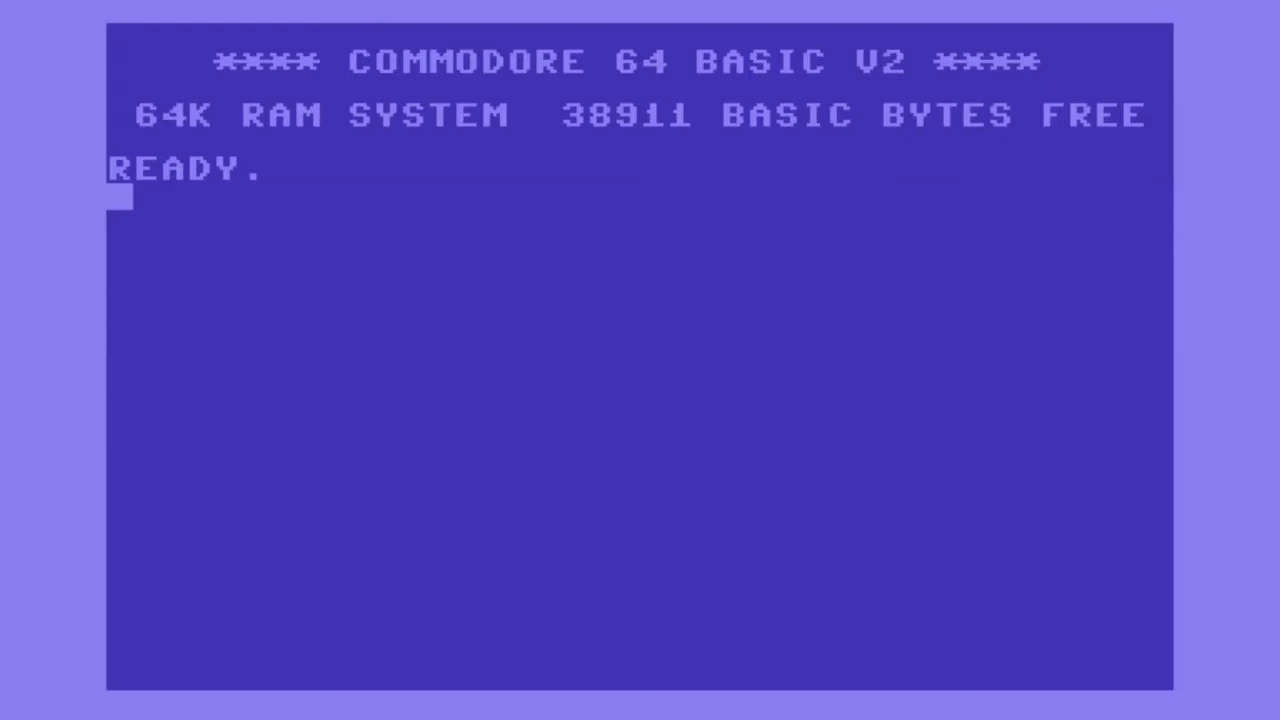 **** COMMODORE 64 BASIC V2 ****
64K RAM SYSTEM  38911 BASIC BYTES FREE
READY.